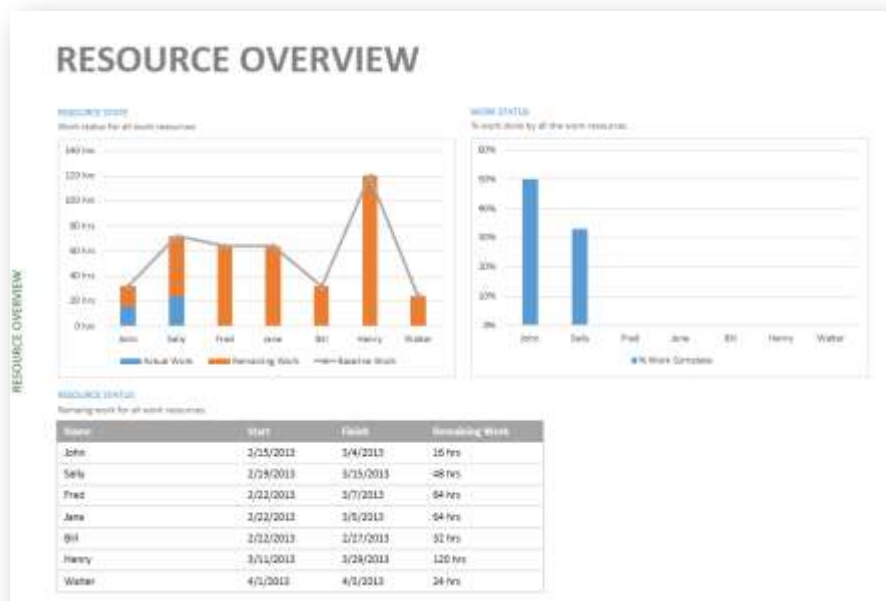 RESOURCE OVERVIEW
RESOURCE OVERVIEW
RESOURCE STATS
Work status for all work resources.
140 hrs
120 hrs
100 hrs
80 hrs
60 hrs
40 hrs
20 hrs
0 hrs
John Sally Fred Jane Bill Henry Walter
Actual Work Remaining Work Baseline Work
WORK STATUS
% work done by all the work resources.
60%
50%
40%
30%
20%
10%
0%
John Sally Fred Jane Bill Henry Walter
% Work Complete
RESOURCE STATUS
Remaing work for all work resources.
Name Start Finish Remaining Work
John 2/15/2013 3/4/2013 16 hrs
Sally 2/19/2013 3/15/2013 48 hrs
Fred 2/22/2013 3/7/2013 64 hrs
Jane 2/22/2013 64 hrs
Bill 2/22/2013 2/27/2013 32 hrs
Henry 3/11/2013 3/29/2013 120 hrs
Walter 4/1/2013 4/3/2013 24 hrs